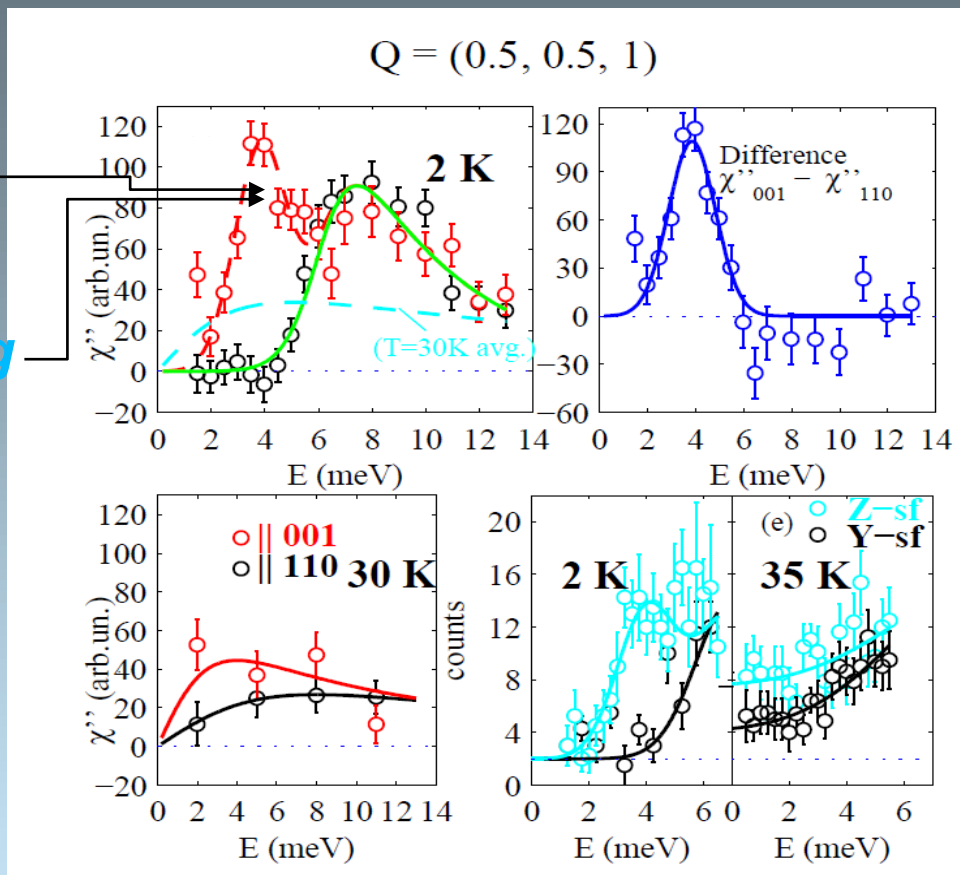 Q = (0.5, 0.5, 1)
120
100
80
60
40
20
0
−20
χ'' (arb.un.)
2 K
(T=30K avg.)
0 2 4 6 8 10 12 14
E (meV)
120
90
60
30
0
−30
−60
Difference
χ''001 − χ''110
0 2 4 6 8 10 12 14
E (meV)
120
100
80
60
40
20
0
−20
χ'' (arb.un.)
|| 001
|| 110
30 K
0 2 4 6 8 10 12 14
E (meV)
20
16
12
8
4
0
counts
2 K
0 2 4 6
E (meV)
(e)
Z−sf
Y−sf
35 K
0 2 4 6
E (meV)